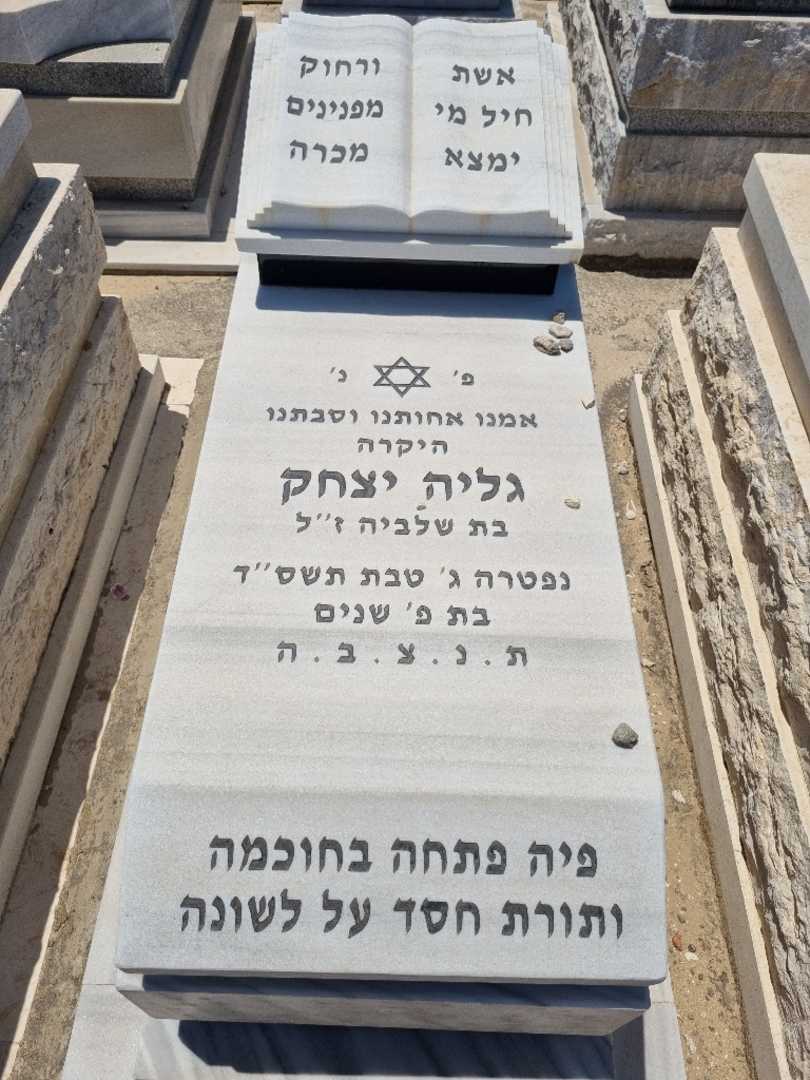 אשת
חיל מי
ימצא
ורחוק
מפנינים
מכרה
פ׳ נ׳
אמנו אחותנו וסבתנו
היקרה
גליה יצחק
בת שלביה ז״ל
נפטרה ג׳ טבת תשס״ד
בת פ׳ שנים
ת.נ.צ.ב.ה
פיה פתחה בחוכמה
ותורת חסד על לשונה